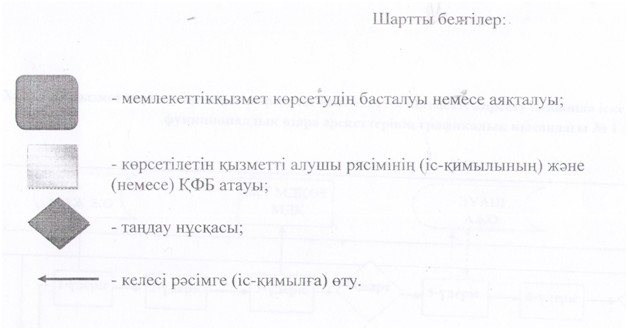 Шартты белгілер:
- мемлекеттікқызмет көрсетудің басталуы немесе аяқталуы;
- көрсетілетін қызметті алушы рясімінің (іс-қимылының) және
(немесе) ҚФБ атауы;
- таңдау нұсқасы;
- келесі рәсімге (іс-қимылға) өту.